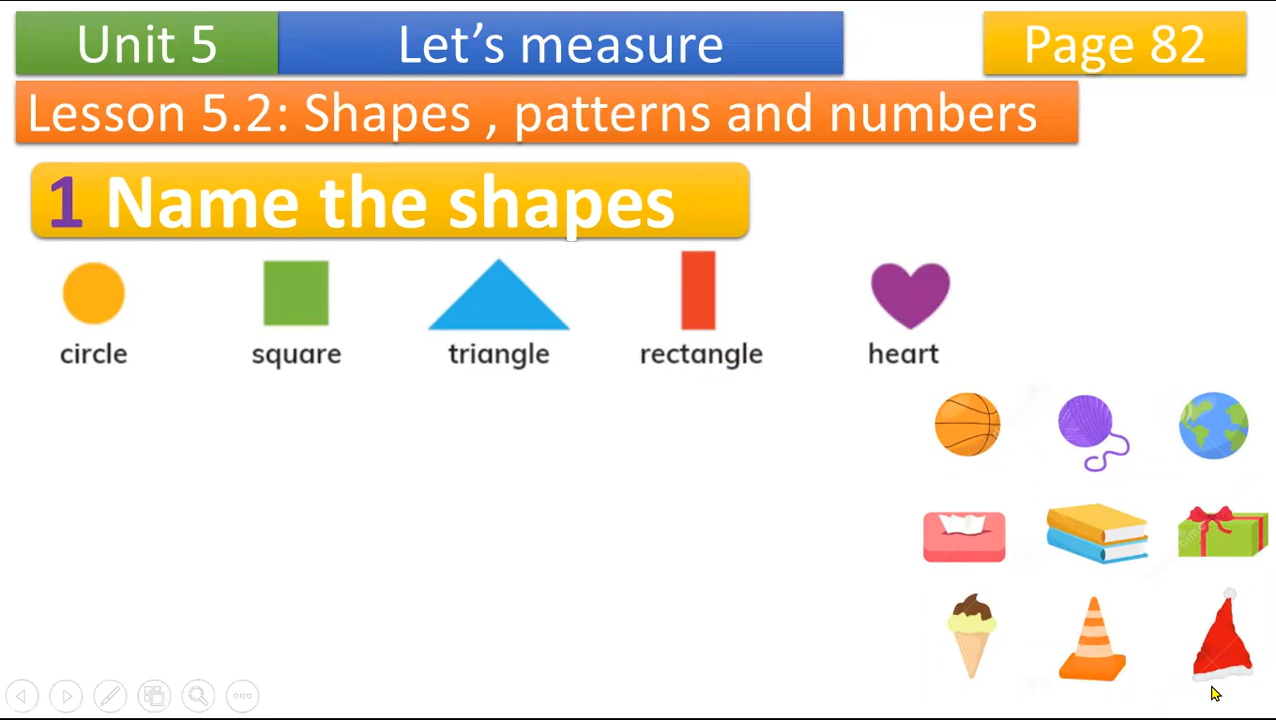 Unit 5
Let's measure
Page 82
Lesson 5.2: Shapes , patterns and numbers
1 Name the shapes
circle
square
triangle
rectangle
heart